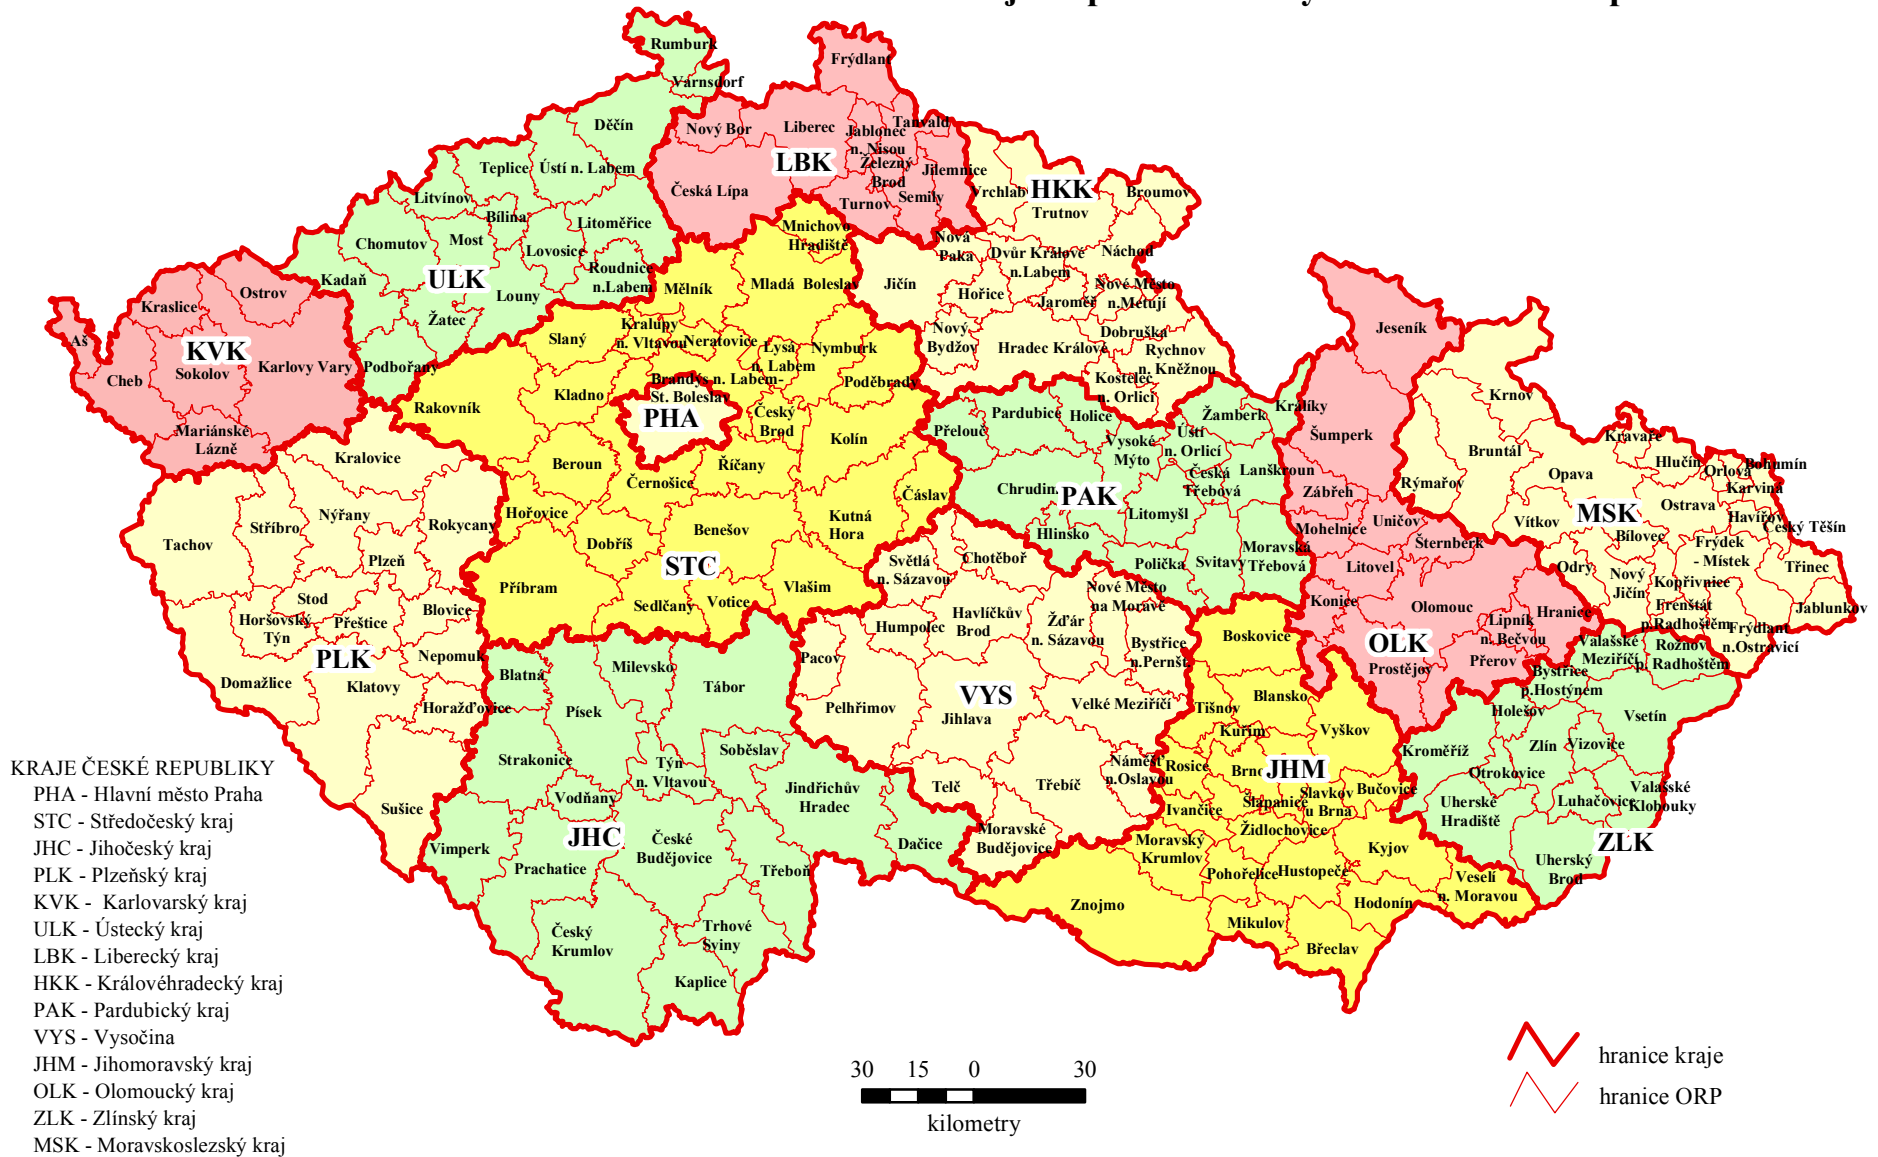 Rumburk
Varnsdorf
Frýdlant
Děčín
Nový Bor
Liberec
Jablonec
n. Nisou
Tanvald
Teplice
Ústí n. Labem
LBK
Železný
Brod
Jilemnice
Česká Lípa
Turnov
Semily
Vrchlabí
HKK
Trutnov
Broumov
Litvínov
Bílina
Litoměřice
Chomutov
Most
Lovosice
Mnichovo
Hradiště
Nová
Paka
Dvůr Králové
n.Labem
Náchod
Kadaň
ULK
Louny
Roudnice
n.Labem
Mělník
Mladá Boleslav
Jičín
Hořice
Jaroměř
Nové Město
n.Metují
Kraslice
Ostrov
Aš
KVK
Sokolov
Cheb
Karlovy Vary
Žatec
Podbořany
Slaný
Kralupy
n. Vltavou
Neratovice
Lysá
n. Labem
Nymburk
Nový
Bydžov
Hradec Králové
Dobruška
Rychnov
n. Kněžnou
Jeseník
Mariánské
Lázně
Rakovník
Kladno
Brandýs n. Labem-
St. Boleslav
PHA
Poděbrady
Český
Brod
Kolín
Kostelec
n. Orlicí
Pardubice
Holice
Přelouč
Žamberk
Králíky
Krnov
Kralovice
Beroun
Říčany
Černošice
Vysoké
Mýto
Ústí
n. Orlicí
Česká
Třebová
Lanškroun
Šumperk
Bruntál
Rýmařov
Opava
Kravaře
Hlučín
Orlová
Bohumín
Karviná
Stříbro
Nýřany
Rokycany
Hořovice
Čáslav
Kutná
Hora
Chrudim
PAK
Litomyšl
Hlinsko
Zábřeh
Mohelnice
Uničov
Šternberk
MSK
Ostrava
Havířov
Český Těšín
Tachov
Plzeň
Dobříš
Benešov
STC
Vlašim
Světlá
n. Sázavou
Chotěboř
Polička
Svitavy
Moravská
Třebová
Litovel
Vítkov
Bílovec
Frýdek
- Místek
Třinec
Stod
Horšovský
Týn
Přeštice
Blovice
Příbram
Sedlčany
Votice
Humpolec
Havlíčkův
Brod
Žďár
n. Sázavou
Nové Město
na Moravě
Konice
Olomouc
Odry
Nový
Jičín
Kopřivnice
Frenštát
p.Radhoštěm
Jablunkov
Lipník
n. Bečvou
Hranice
Frýdlant
n.Ostravicí
PLK
Nepomuk
Domažlice
Klatovy
Horažďovice
Blatná
Milevsko
Tábor
Pacov
Pelhřimov
VYS
Jihlava
Bystřice
n.Pernšt.
Velké Meziříčí
Boskovice
Blansko
OLK
Prostějov
Přerov
Valašské
Meziříčí
Rožnov
p. Radhoštěm
Bystřice
p.Hostýnem
Holešov
Vsetín
Sušice
Písek
Strakonice
Týn
n. Vltavou
Soběslav
Jindřichův
Hradec
Telč
Třebíč
Náměšť
n.Oslavou
Tišnov
Kuřim
Vyškov
Rosice
Brno
JHM
Kroměříž
Zlín
Vizovice
Otrokovice
Vodňany
JHC
České
Budějovice
Vimperk
Prachatice
Třeboň
Dačice
Moravské
Budějovice
Ivančice
Šlapanice
Slavkov
u Brna
Bučovice
Židlochovice
Moravský
Krumlov
Pohořelice
Hustopeče
Kyjov
Uherské
Hradiště
Luhačovice
Valašské
Klobouky
ZLK
Uherský
Brod
Veselí
n. Moravou
Český
Krumlov
Trhové
Sviny
Kaplice
Znojmo
Mikulov
Hodonín
Břeclav
KRAJE ČESKÉ REPUBLIKY
PHA - Hlavní město Praha
STC - Středočeský kraj
JHC - Jihočeský kraj
PLK - Plzeňský kraj
KVK - Karlovarský kraj
ULK - Ústecký kraj
LBK - Liberecký kraj
HKK - Královéhradecký kraj
PAK - Pardubický kraj
VYS - Vysočina
JHM - Jihomoravský kraj
OLK - Olomoucký kraj
ZLK - Zlínský kraj
MSK - Moravskoslezský kraj
30 15 0 30
kilometry
hranice kraje
hranice ORP